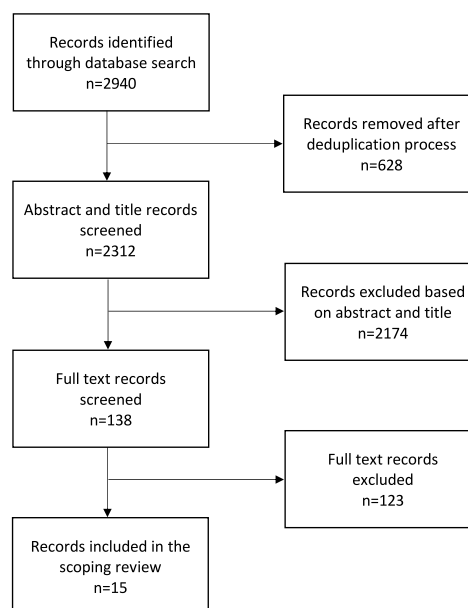 Records identified
through database search
n=2940
Records removed after
deduplication process
n=628
Abstract and title records
screened
n=2312
Records excluded based
on abstract and title
n=2174
Full text records
screened
n=138
Full text records
excluded
n=123
Records included in the
scoping review
n=15